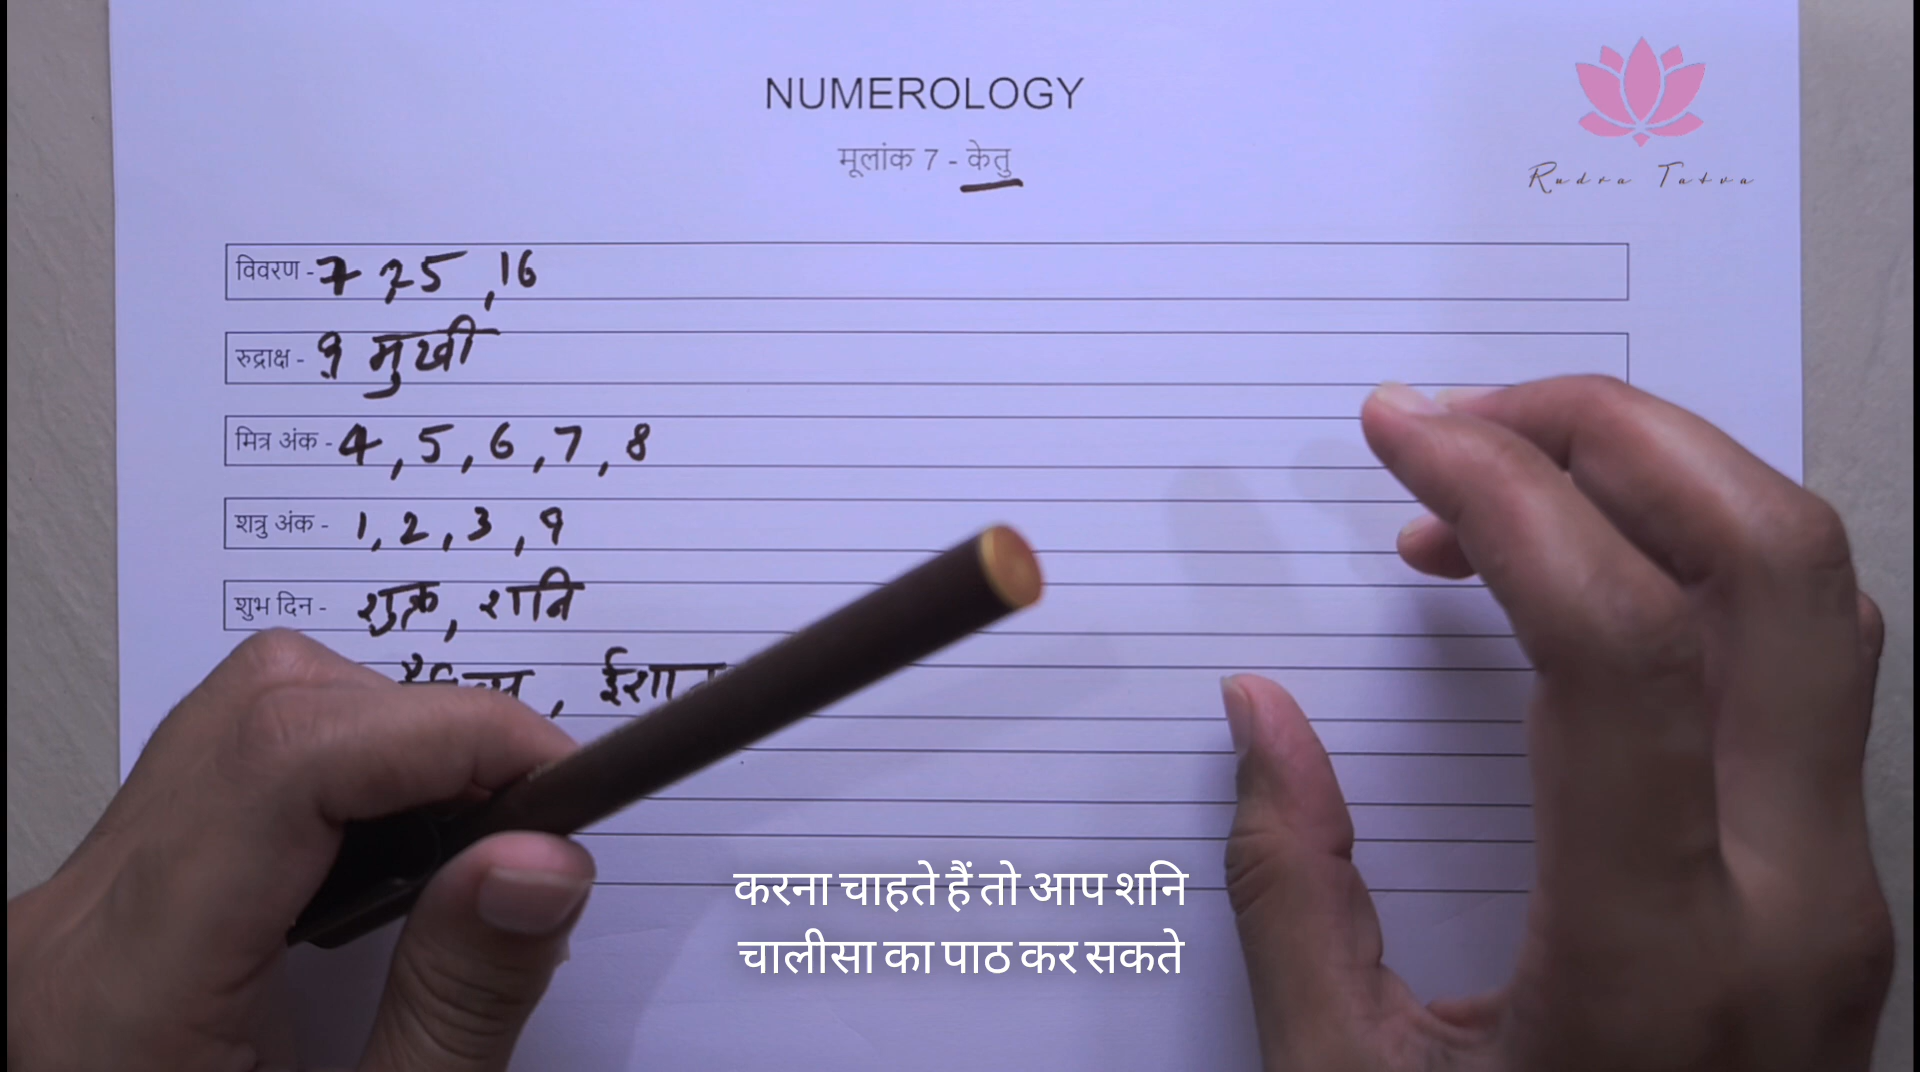 NUMEROLOGY
मूलांक 7 - केतु
Rudra Tatva
विवरण - 7, 25, 16
रुद्राक्ष - 9 मुखी
मित्र अंक - 4, 5, 6, 7, 8
शत्रु अंक - 1, 2, 3, 9
शुभ दिन - शुक्र, शनि
करना चाहते हैं तो आप शनि
चालीसा का पाठ कर सकते